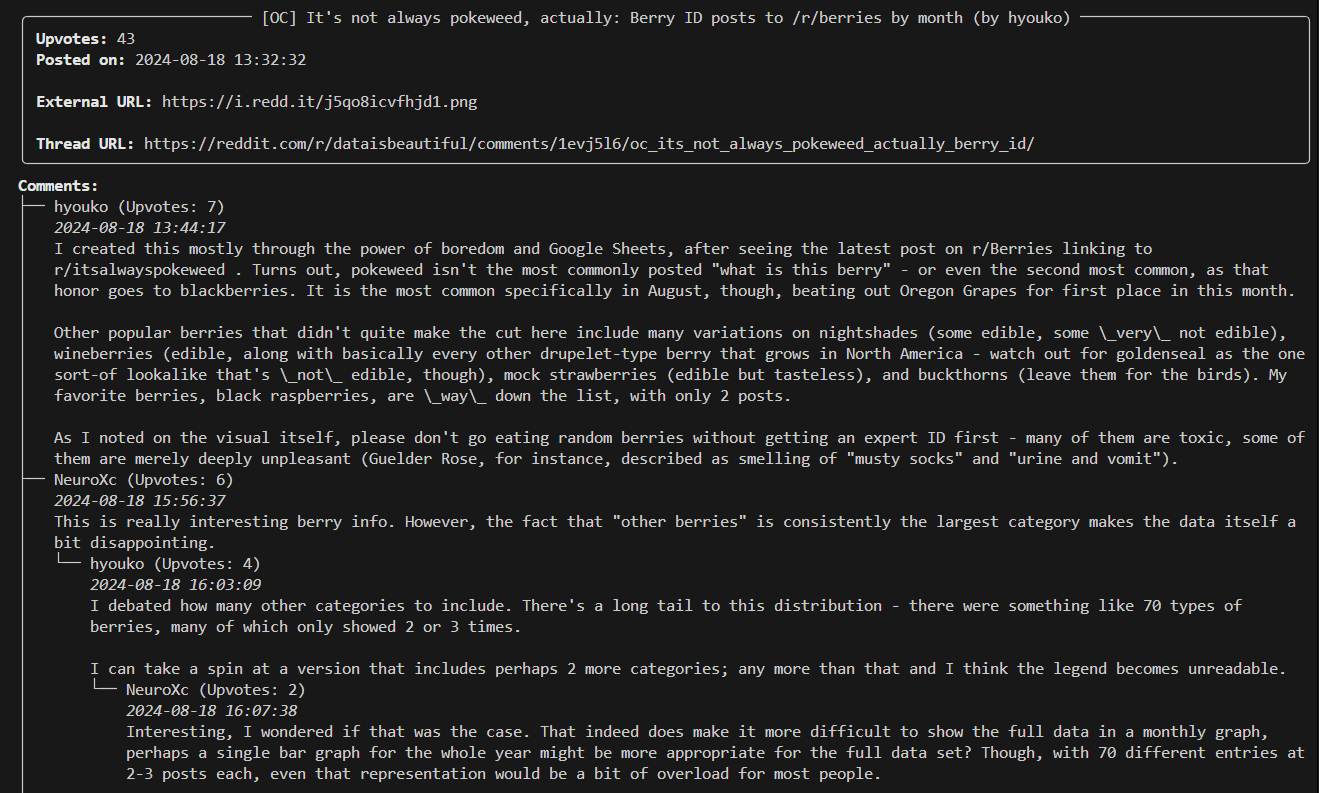 [OC] It's not always pokeweed, actually: Berry ID posts to /r/berries by month (by hyouko)
Upvotes: 43
Posted on: 2024-08-18 13:32:32
External URL: https://i.redd.it/j5qo8icvfhjd1.png
Thread URL: https://reddit.com/r/dataisbeautiful/comments/1evj5l6/oc_its_not_always_pokeweed_actually_berry_id/
Comments:
hyouko (Upvotes: 7)
2024-08-18 13:44:17
I created this mostly through the power of boredom and Google Sheets, after seeing the latest post on r/Berries linking to
r/itsalwayspokeweed . Turns out, pokeweed isn't the most commonly posted "what is this berry" - or even the second most common, as that
honor goes to blackberries. It is the most common specifically in August, though, beating out Oregon Grapes for first place in this month.
Other popular berries that didn't quite make the cut here include many variations on nightshades (some edible, some \_very\_ not edible),
wineberries (edible, along with basically every other drupelet-type berry that grows in North America - watch out for goldenseal as the one
sort-of lookalike that's \_not\_ edible, though), mock strawberries (edible but tasteless), and buckthorns (leave them for the birds). My
favorite berries, black raspberries, are \_way\_ down the list, with only 2 posts.
As I noted on the visual itself, please don't go eating random berries without getting an expert ID first - many of them are toxic, some of
them are merely deeply unpleasant (Guelder Rose, for instance, described as smelling of "musty socks" and "urine and vomit").
NeuroXc (Upvotes: 6)
2024-08-18 15:56:37
This is really interesting berry info. However, the fact that "other berries" is consistently the largest category makes the data itself a
bit disappointing.
hyouko (Upvotes: 4)
2024-08-18 16:03:09
I debated how many other categories to include. There's a long tail to this distribution - there were something like 70 types of
berries, many of which only showed 2 or 3 times.
I can take a spin at a version that includes perhaps 2 more categories; any more than that and I think the legend becomes unreadable.
NeuroXc (Upvotes: 2)
2024-08-18 16:07:38
Interesting, I wondered if that was the case. That indeed does make it more difficult to show the full data in a monthly graph,
perhaps a single bar graph for the whole year might be more appropriate for the full data set? Though, with 70 different entries at
2-3 posts each, even that representation would be a bit of overload for most people.